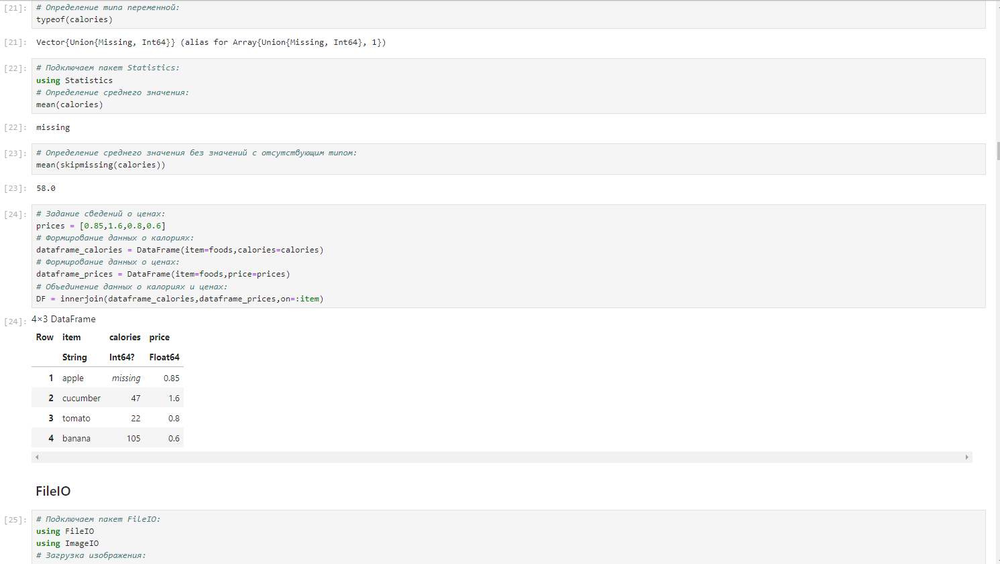 [21]: # Определение типа переменной:
typeof(calories)
[21]: Vector{Union{Missing, Int64}} (alias for Array{Union{Missing, Int64}, 1})
[22]: # Подключаем пакет Statistics:
using Statistics
# Определение среднего значения:
mean(calories)
[22]: missing
[23]: # Определение среднего значения без значений с отсутствующим типом:
mean(skipmissing(calories))
[23]: 58.0
[24]: # Задание сведений о ценах:
prices = [0.85,1.6,0.8,0.6]
# Формирование данных о калориях:
dataframe_calories = DataFrame(item=foods,calories=calories)
# Формирование данных о ценах:
dataframe_prices = DataFrame(item=foods,price=prices)
# Объединение данных о калориях и ценах:
DF = innerjoin(dataframe_calories,dataframe_prices,on=:item)
[24]: 4×3 DataFrame
Row item calories price
String Int64? Float64
1 apple missing 0.85
2 cucumber 47 1.6
3 tomato 22 0.8
4 banana 105 0.6
FileIO
[25]: # Подключаем пакет FileIO:
using FileIO
using ImageIO
# Загрузка изображения: